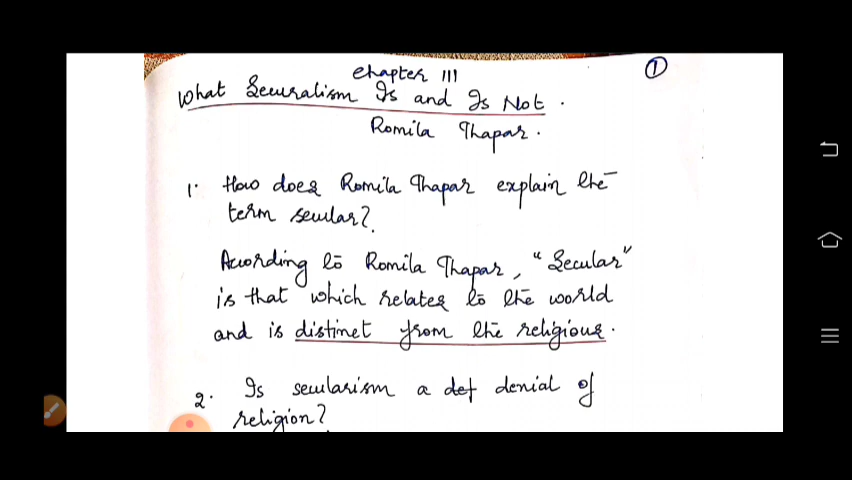 Chapter III
①
What Securalism Is and Is Not.
Romila Thapar.
1. How does Romila Thapar explain the
term secular?
According to Romila Thapar, "Secular"
is that which relates to the world
and is distinct from the religious.
2. Is secularism a def denial of
religion?